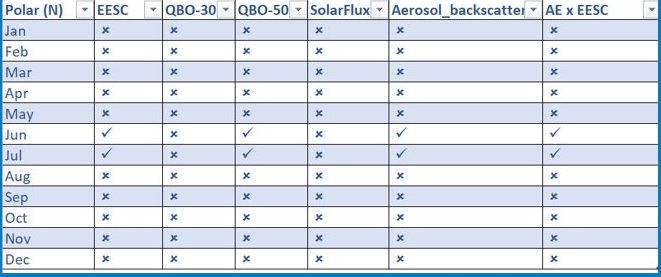 Polar (N) EESC QBO-30 QBO-50 SolarFlux Aerosol_backscatter AE x EESC
Jan × × × × × ×
Feb × × × × × ×
Mar × × × × × ×
Apr × × × × × ×
May × × × × × ×
Jun ✓ × ✓ × ✓ ✓
Jul ✓ × ✓ × ✓ ✓
Aug × × × × × ×
Sep × × × × × ×
Oct × × × × × ×
Nov × × × × × ×
Dec × × × × × ×